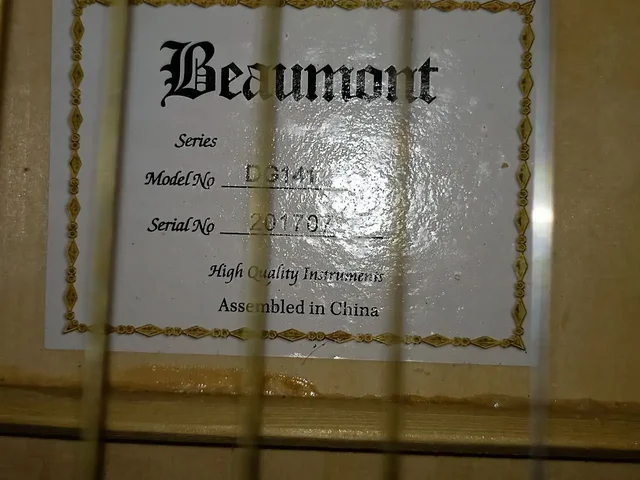 Beaumont
Series
Model No DG141
Serial No 201707
High Quality Instruments
Assembled in China